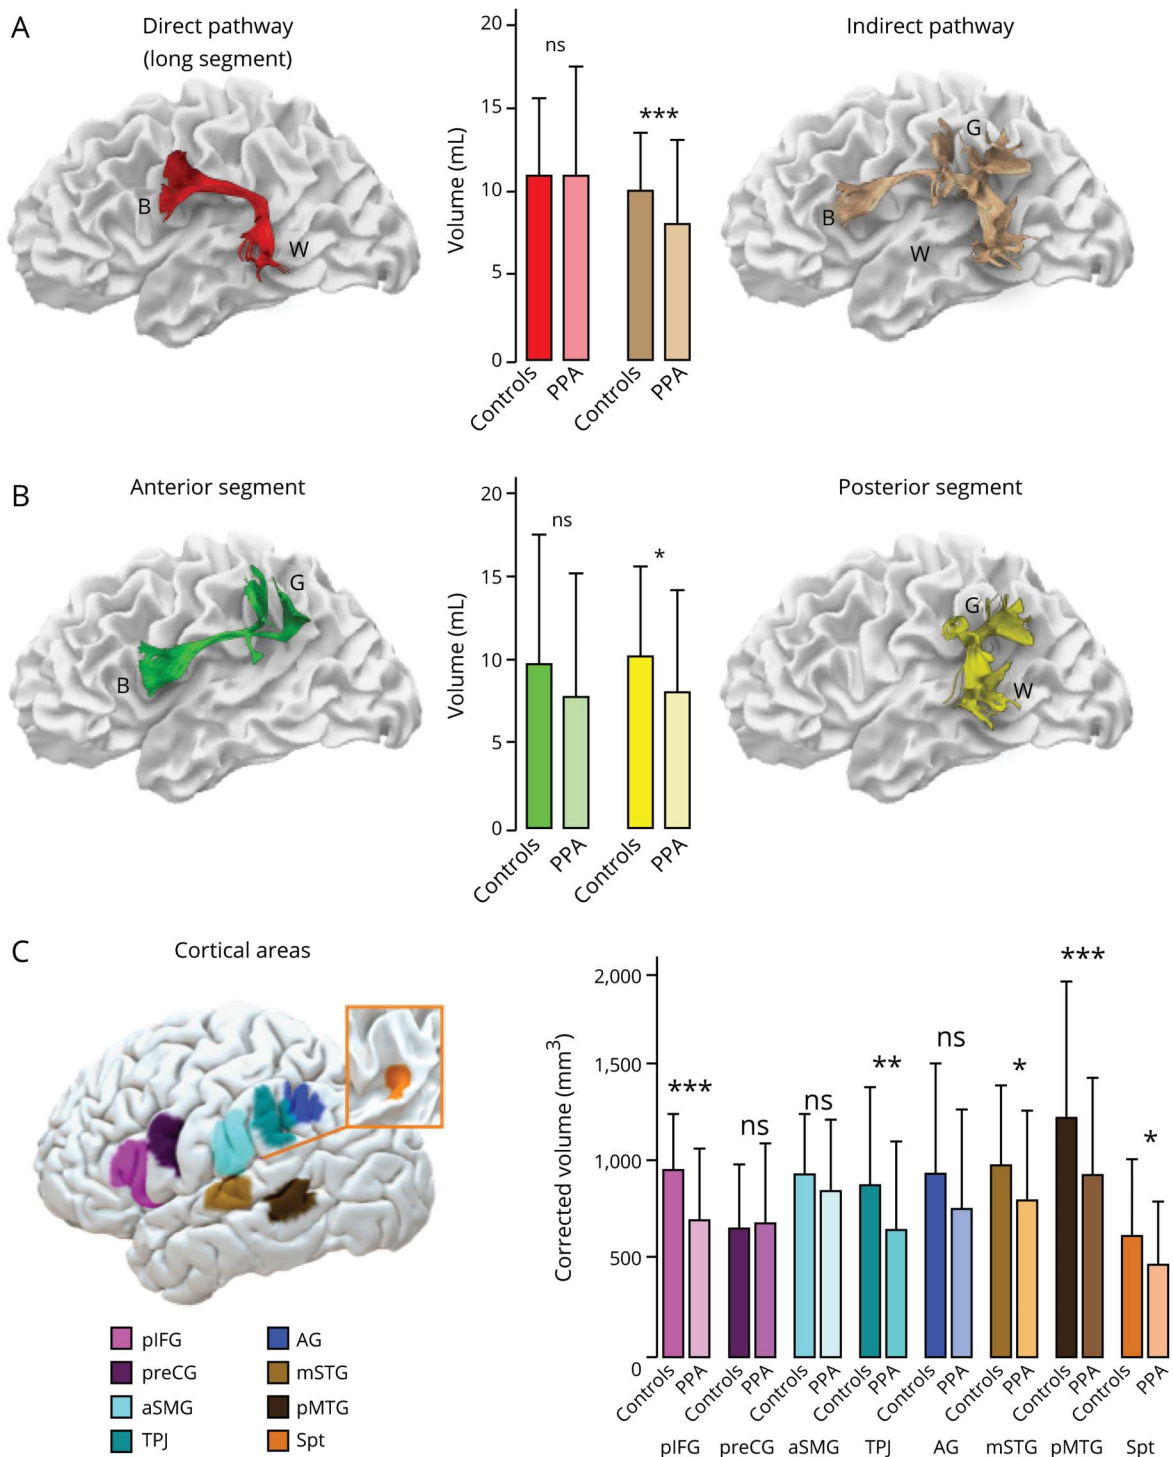 A
Direct pathway
(long segment)
Indirect pathway
B
W
Volume (mL)
20
15
10
5
0
ns
***
Controls
PPA
Controls
PPA
G
B
W
B
Anterior segment
Posterior segment
G
B
Volume (mL)
20
15
10
5
0
ns
*
Controls
PPA
Controls
PPA
G
W
C
Cortical areas
pIFG
preCG
aSMG
TPJ
AG
mSTG
pMTG
Spt
Corrected volume (mm3)
2,000
1,500
1,000
500
0
***
ns
ns
**
ns
*
***
*
Controls
PPA
Controls
PPA
Controls
PPA
Controls
PPA
Controls
PPA
Controls
PPA
Controls
PPA
Controls
PPA
pIFG preCG aSMG TPJ AG mSTG pMTG Spt